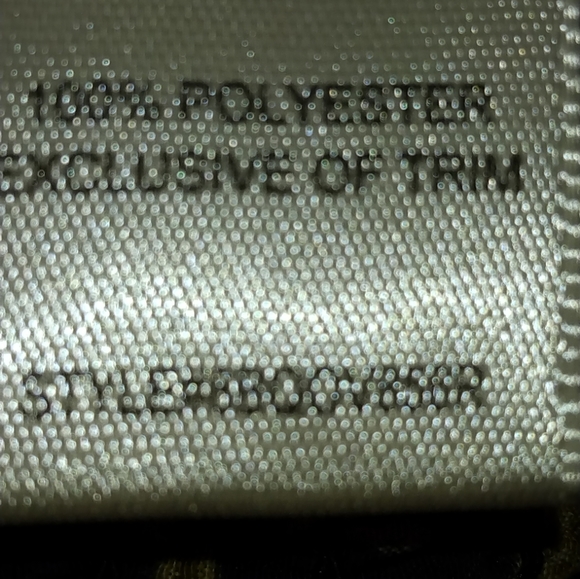 100% POLYESTER
EXCLUSIVE OF TRIM
STYLE